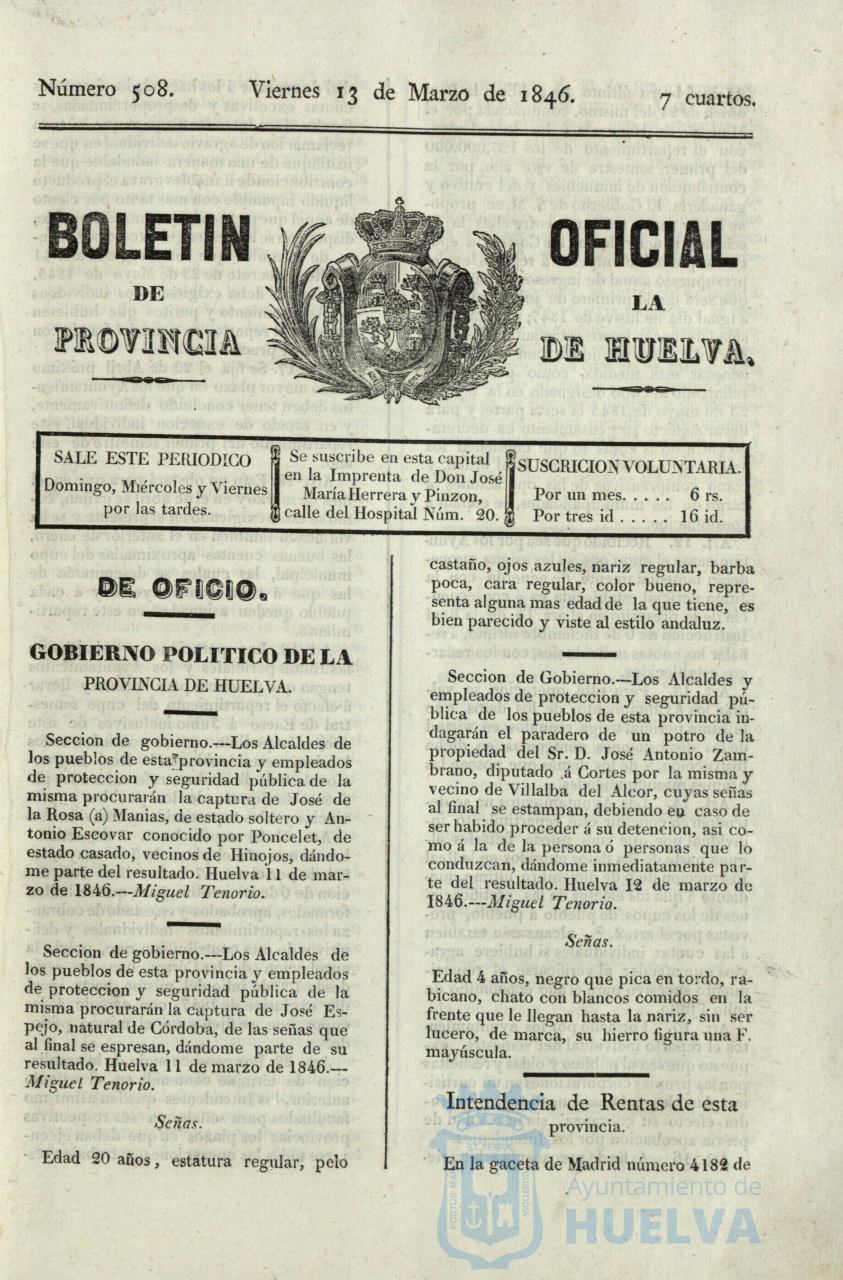 Número 508. Viernes 13 de Marzo de 1846. 7 cuartos.
BOLETIN OFICIAL
DE LA
PROVINCIA DE HUELVA.
SALE ESTE PERIODICO
Domingo, Miércoles y Viernes
por las tardes.
Se suscribe en esta capital
en la Imprenta de Don José
María Herrera y Pinzon,
calle del Hospital Núm. 20.
SUSCRICION VOLUNTARIA.
Por un mes. . . . . 6 rs.
Por tres id . . . . . 16 id.
DE OFICIO.
GOBIERNO POLITICO DE LA
PROVINCIA DE HUELVA.
Seccion de gobierno.---Los Alcaldes de
los pueblos de esta provincia y empleados
de proteccion y seguridad pública de la
misma procurarán la captura de José de
la Rosa (a) Manias, de estado soltero y An-
tonio Escovar conocido por Poncelet, de
estado casado, vecinos de Hinojos, dándo-
me parte del resultado. Huelva 11 de mar-
zo de 1846.---Miguel Tenorio.
Seccion de gobierno.---Los Alcaldes de
los pueblos de esta provincia y empleados
de proteccion y seguridad pública de la
misma procurarán la captura de José Es-
pejo, natural de Córdoba, de las señas que
al final se espresan, dándome parte de su
resultado. Huelva 11 de marzo de 1846.---
Miguel Tenorio.
Señas.
Edad 20 años, estatura regular, pelo
castaño, ojos azules, nariz regular, barba
poca, cara regular, color bueno, repre-
senta alguna mas edad de la que tiene, es
bien parecido y viste al estilo andaluz.
Seccion de Gobierno.---Los Alcaldes y
empleados de proteccion y seguridad pú-
blica de los pueblos de esta provincia in-
dagarán el paradero de un potro de la
propiedad del Sr. D. José Antonio Zam-
brano, diputado á Cortes por la misma y
vecino de Villalba del Alcor, cuyas señas
al final se estampan, debiendo en caso de
ser habido proceder á su detencion, asi co-
mo á la de la persona ó personas que lo
conduzcan, dándome inmediatamente par-
te del resultado. Huelva 12 de marzo de
1846.---Miguel Tenorio.
Señas.
Edad 4 años, negro que pica en tordo, ra-
bicano, chato con blancos comidos en la
frente que le llegan hasta la nariz, sin ser
lucero, de marca, su hierro figura una F.
mayúscula.
Intendencia de Rentas de esta
provincia.
En la gaceta de Madrid número 4182 de
Ayuntamiento de
HUELVA